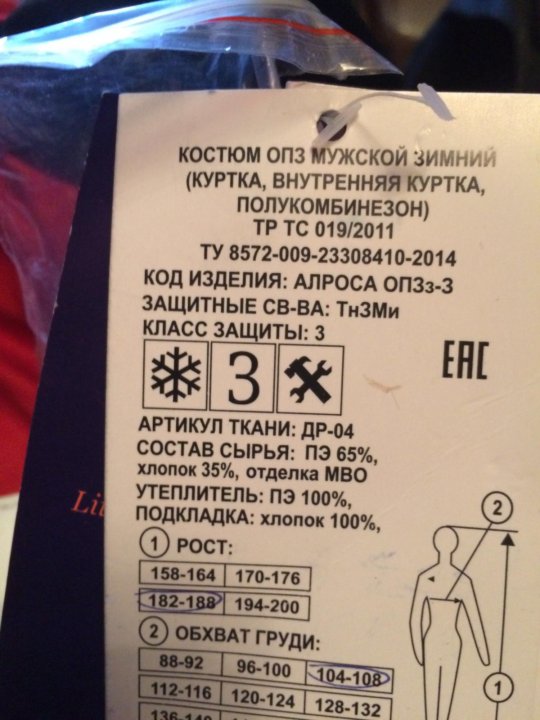 КОСТЮМ ОПЗ МУЖСКОЙ ЗИМНИЙ
(КУРТКА, ВНУТРЕННЯЯ КУРТКА,
ПОЛУКОМБИНЕЗОН)
ТР ТС 019/2011
ТУ 8572-009-23308410-2014
КОД ИЗДЕЛИЯ: АЛРОСА ОПЗз-З
ЗАЩИТНЫЕ СВ-ВА: ТнЗМи
КЛАСС ЗАЩИТЫ: 3
3
EAC
АРТИКУЛ ТКАНИ: ДР-04
СОСТАВ СЫРЬЯ: ПЭ 65%,
хлопок 35%, отделка МВО
УТЕПЛИТЕЛЬ: ПЭ 100%,
ПОДКЛАДКА: хлопок 100%,
1 РОСТ:
158-164 170-176
182-188 194-200
2 ОБХВАТ ГРУДИ:
88-92 96-100 104-108
112-116 120-124 128-132
2
1